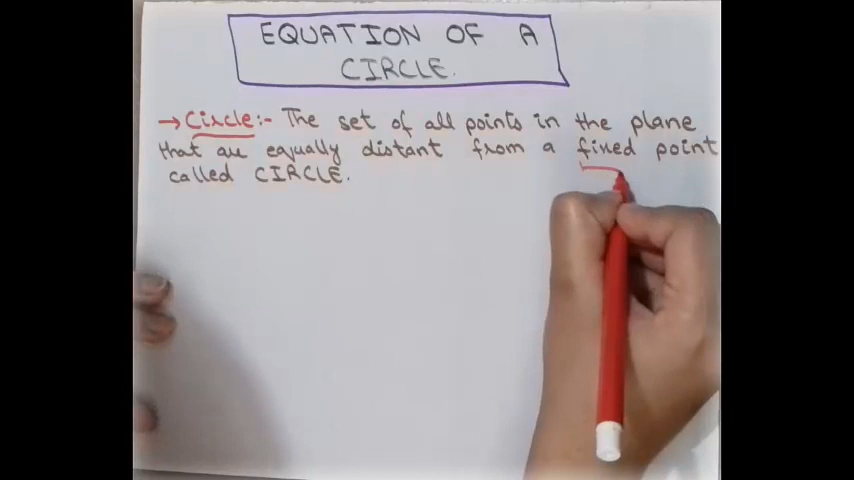 EQUATION OF A
CIRCLE.
→ Circle:- The set of all points in the plane
that are equally distant from a fixed point
called CIRCLE.